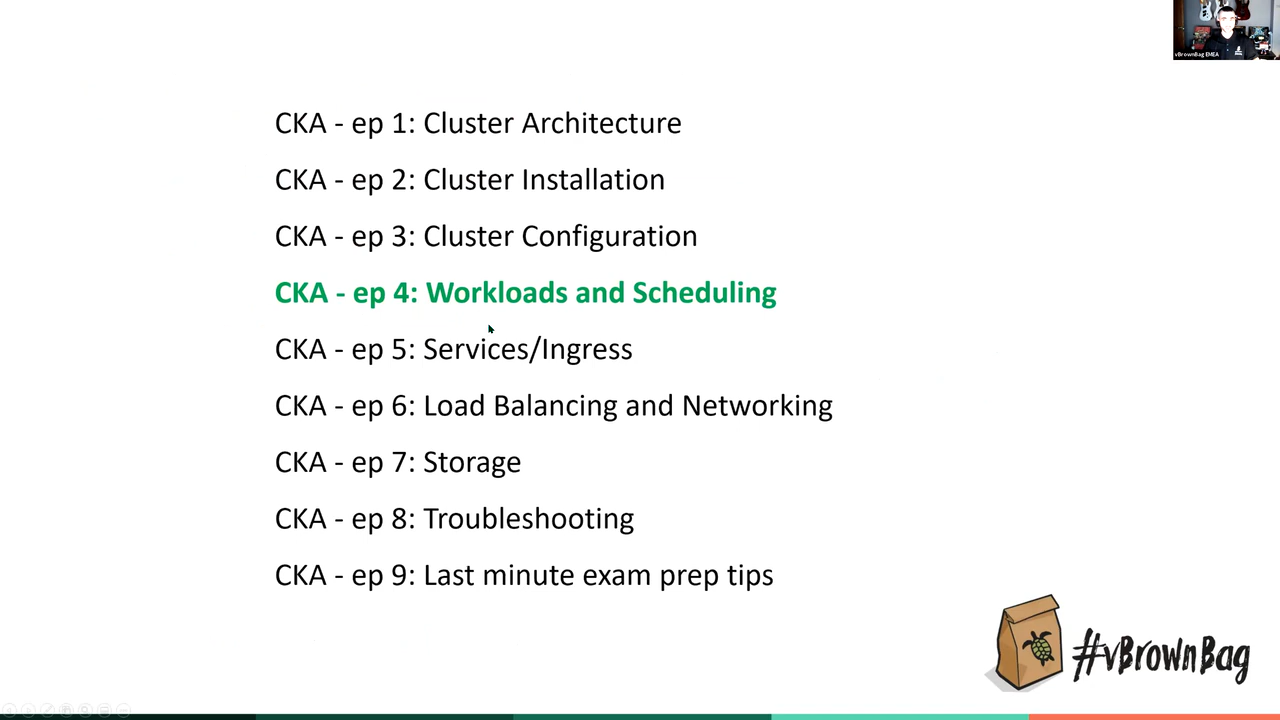 vBrownBag EMEA
CKA - ep 1: Cluster Architecture
CKA - ep 2: Cluster Installation
CKA - ep 3: Cluster Configuration
CKA - ep 4: Workloads and Scheduling
CKA - ep 5: Services/Ingress
CKA - ep 6: Load Balancing and Networking
CKA - ep 7: Storage
CKA - ep 8: Troubleshooting
CKA - ep 9: Last minute exam prep tips
#vBrownBag